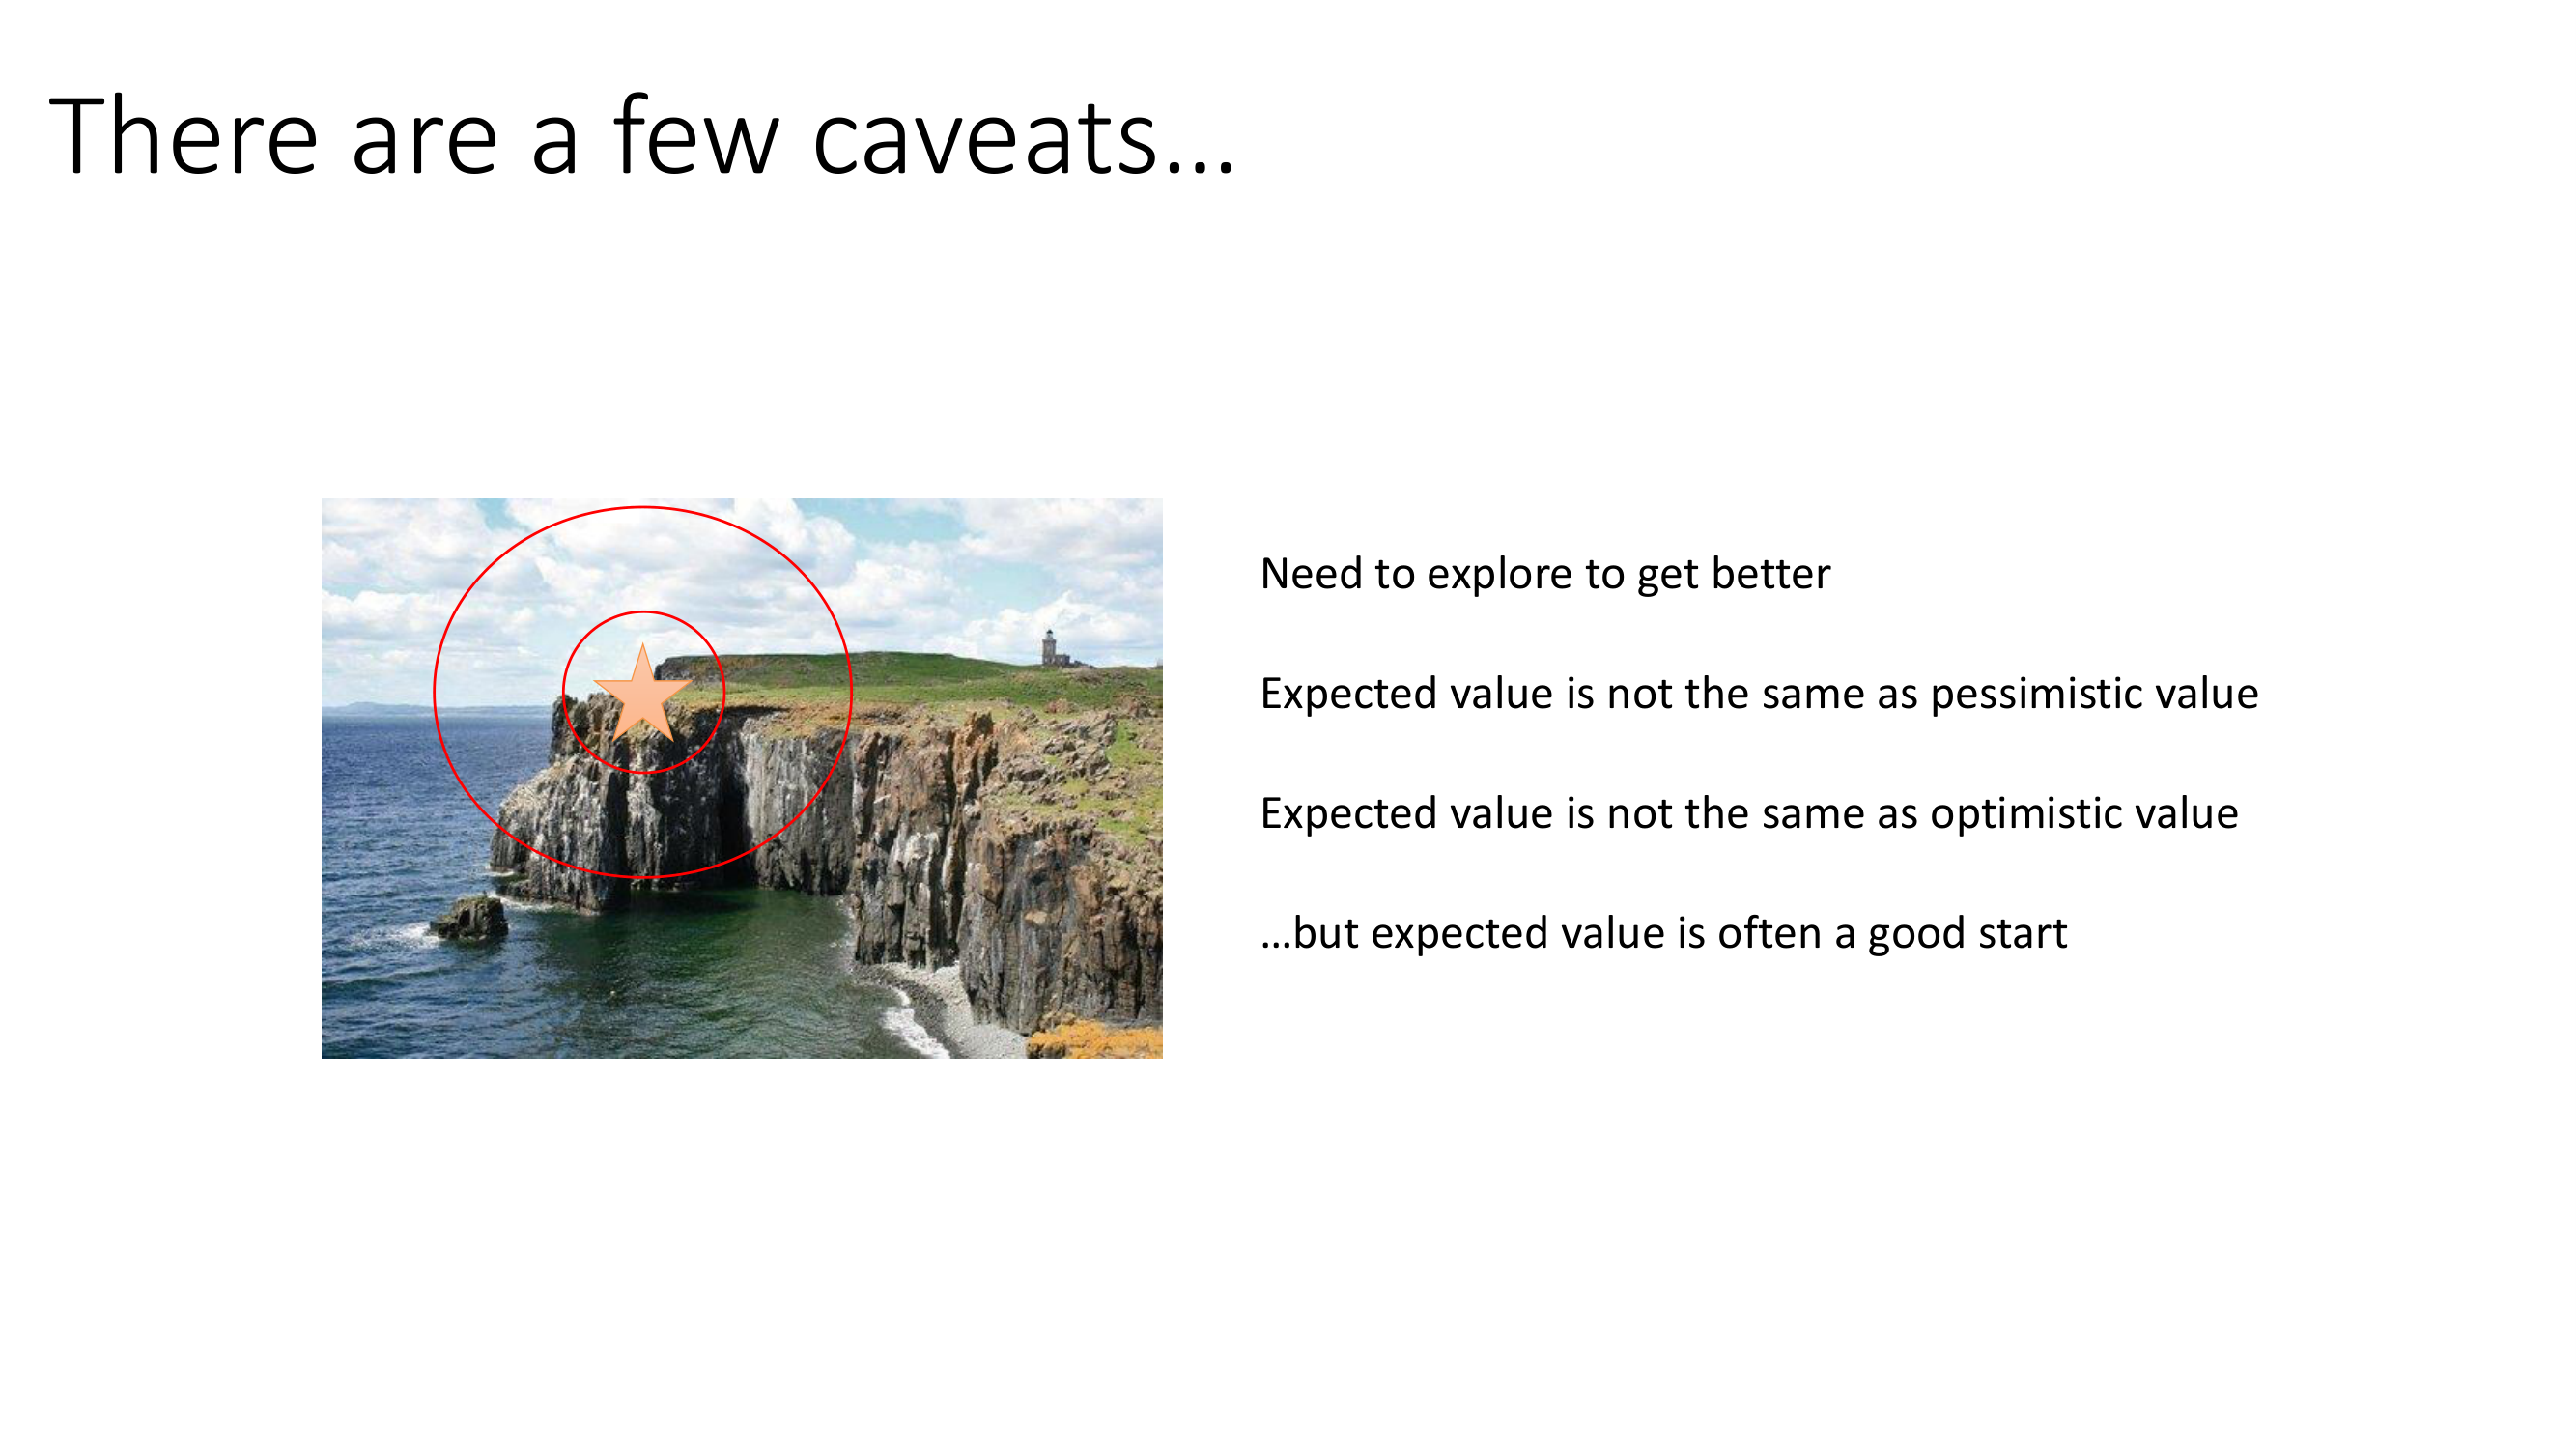 There are a few caveats…
Need to explore to get better
Expected value is not the same as pessimistic value
Expected value is not the same as optimistic value
…but expected value is often a good start